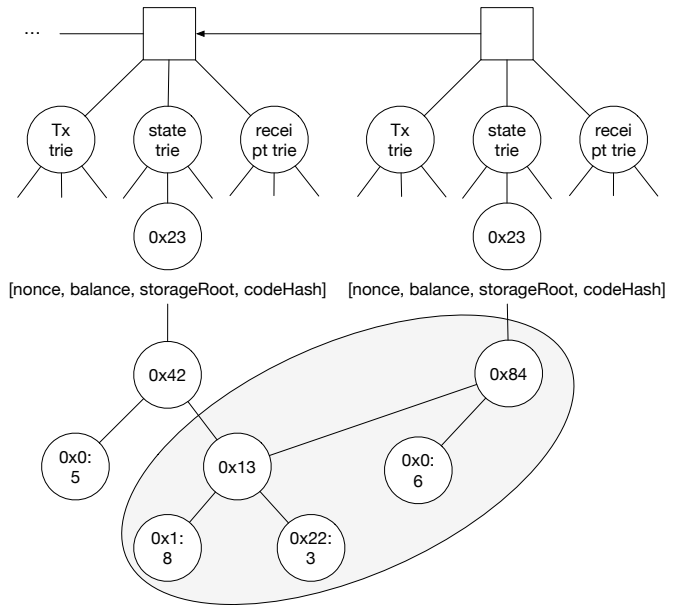 ...
Tx
trie
state
trie
recei
pt trie
Tx
trie
state
trie
recei
pt trie
0x23
0x23
[nonce, balance, storageRoot, codeHash]
[nonce, balance, storageRoot, codeHash]
0x42
0x84
0x0:
5
0x13
0x0:
6
0x1:
8
0x22:
3